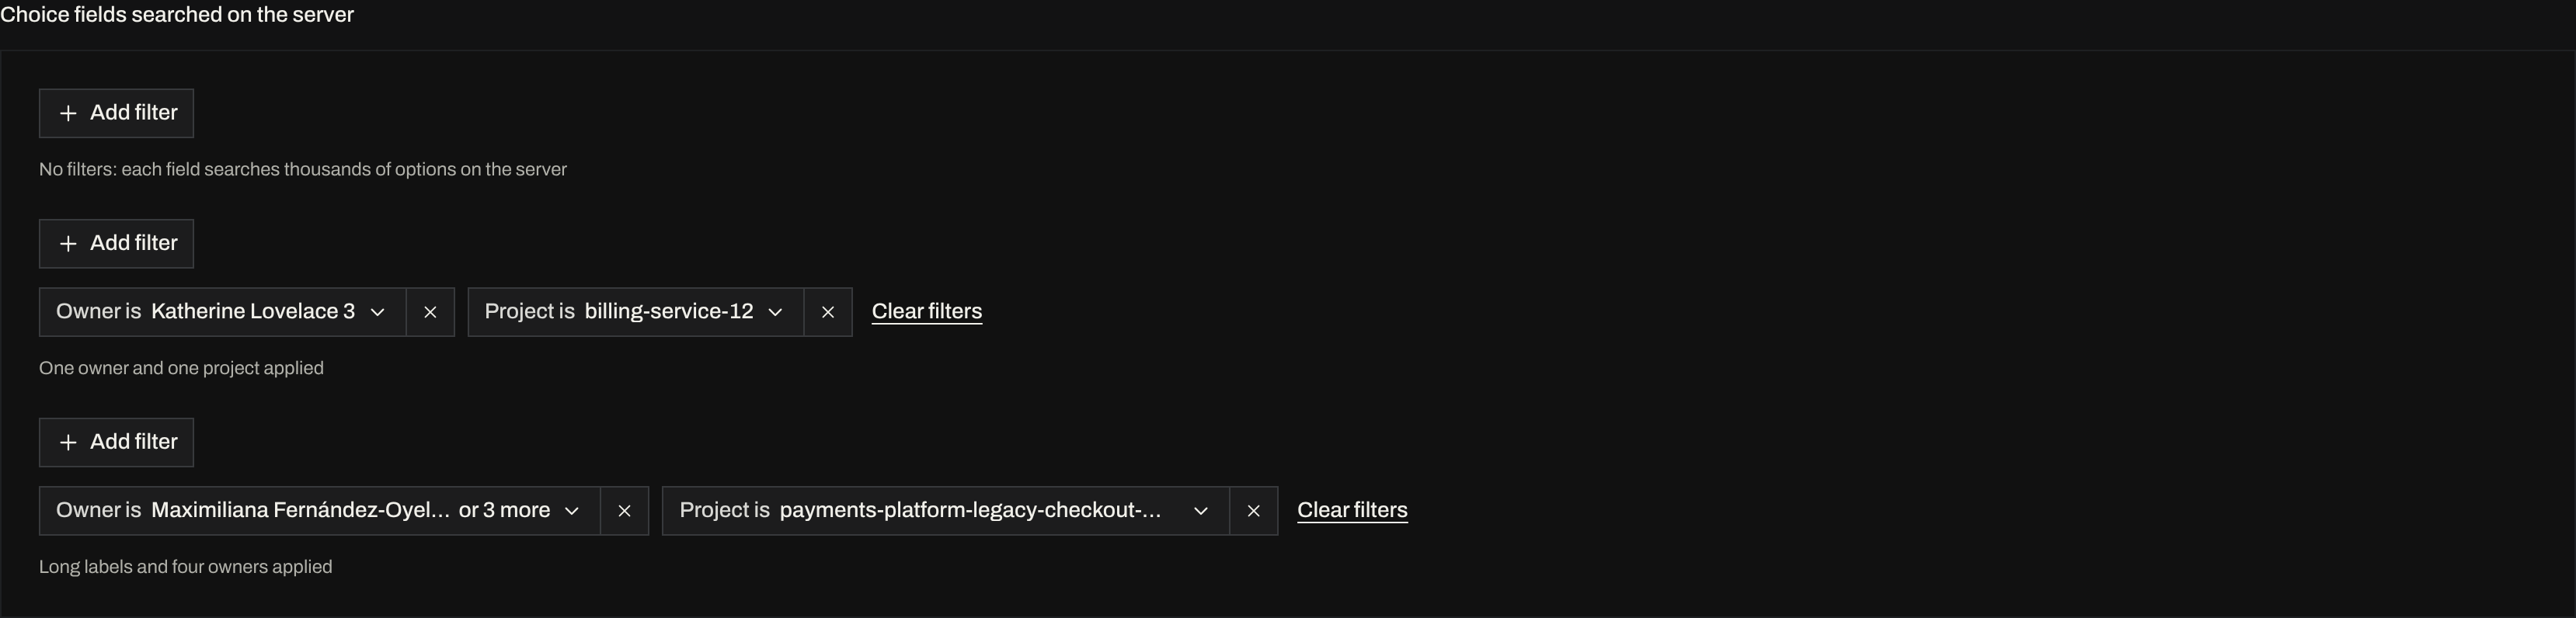 Choice fields searched on the server
Add filter
No filters: each field searches thousands of options on the server
Add filter
Owner is Katherine Lovelace 3
Project is billing-service-12
Clear filters
One owner and one project applied
Add filter
Owner is Maximiliana Fernández-Oyel... or 3 more
Project is payments-platform-legacy-checkout-...
Clear filters
Long labels and four owners applied